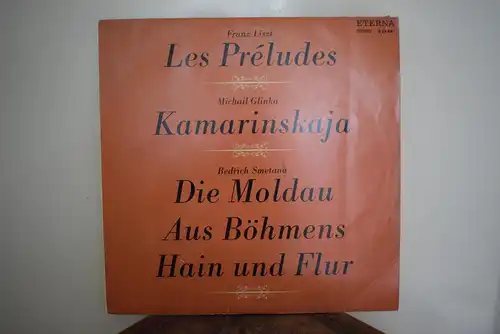 ETERNA
Franz Liszt
Les Préludes
Michail Glinka
Kamarinskaja
Bedřich Smetana
Die Moldau
Aus Böhmens
Hain und Flur